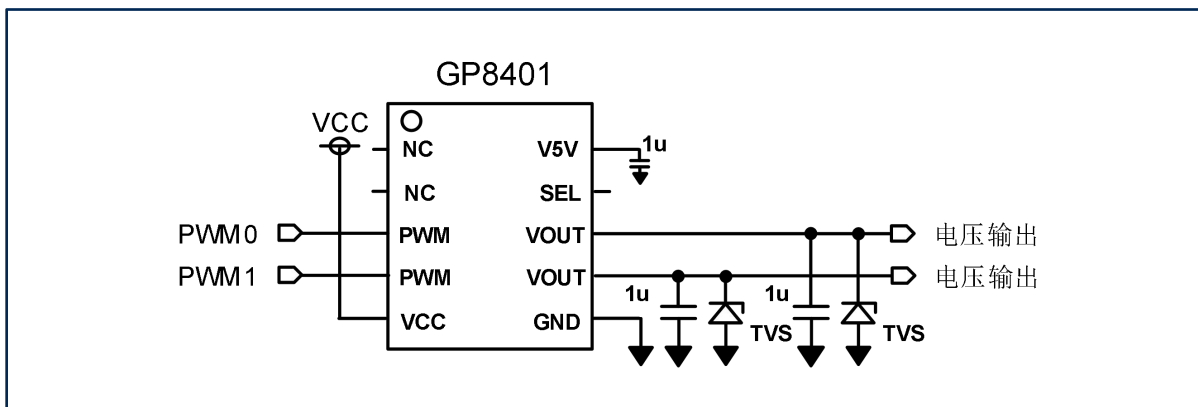 GP8401
VCC
NC V5V 1u
NC SEL
PWM0 PWM VOUT 电压输出
PWM1 PWM VOUT 电压输出
1u 1u
VCC GND TVS TVS